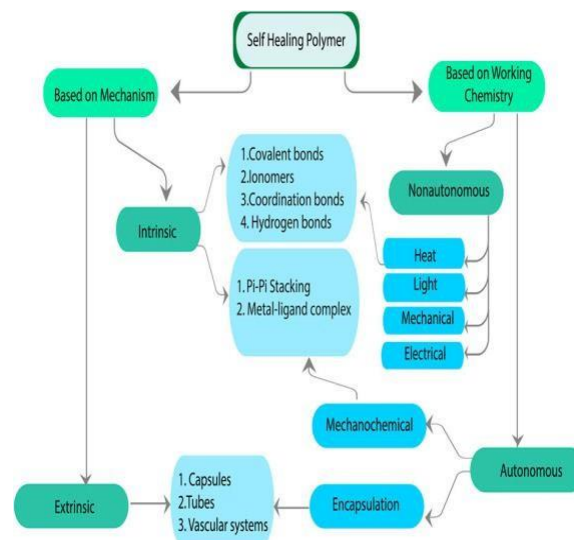 Self Healing Polymer
Based on Mechanism
Based on Working
Chemistry
1.Covalent bonds
2.Ionomers
3.Coordination bonds
4. Hydrogen bonds
Nonautonomous
Intrinsic
Heat
Light
Mechanical
Electrical
1. Pi-Pi Stacking
2. Metal-ligand complex
Mechanochemical
Autonomous
Extrinsic
1. Capsules
2.Tubes
3. Vascular systems
Encapsulation